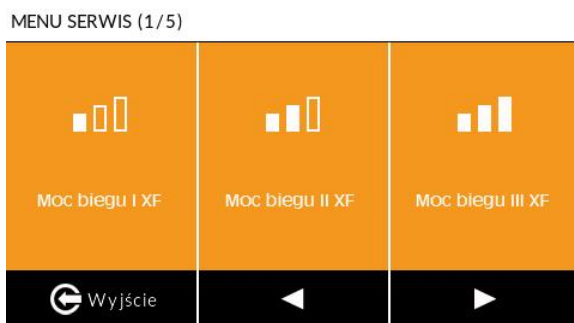 MENU SERWIS (1/5)
Moc biegu I XF
Moc biegu II XF
Moc biegu III XF
Wyjście